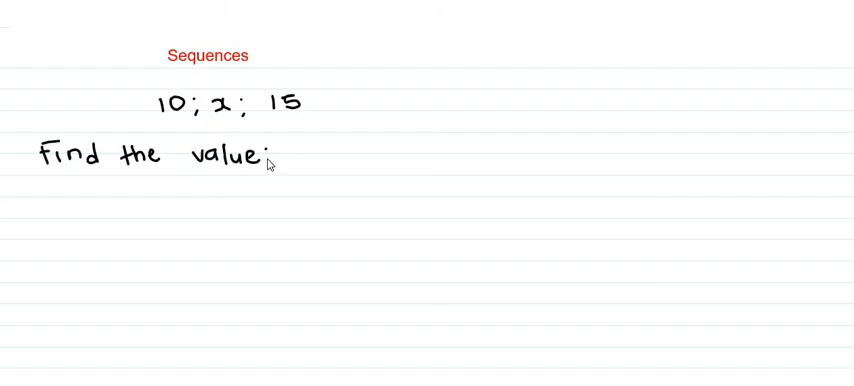 Sequences
10; x; 15
Find the value: